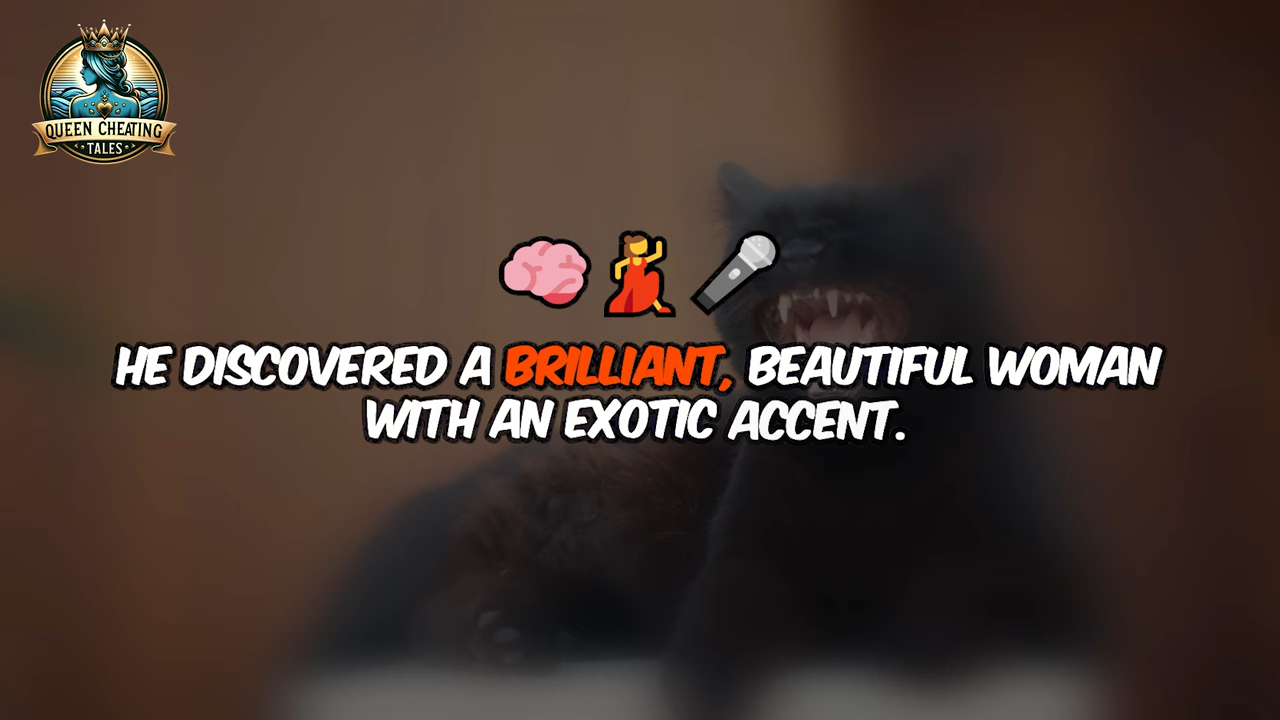 QUEEN CHEATING
TALES
HE DISCOVERED A BRILLIANT, BEAUTIFUL WOMAN
WITH AN EXOTIC ACCENT.